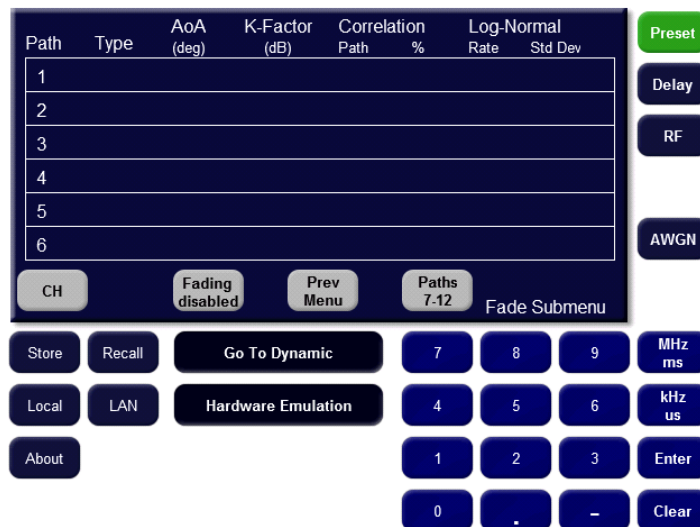 AoA K-Factor Correlation Log-Normal
Path Type (deg) (dB) Path % Rate Std Dev
1
2
3
4
5
6
CH Fading disabled Prev Menu Paths 7-12 Fade Submenu
Preset
Delay
RF
AWGN
Store Recall Go To Dynamic 7 8 9 MHz ms
Local LAN Hardware Emulation 4 5 6 kHz us
About 1 2 3 Enter
0 . – Clear